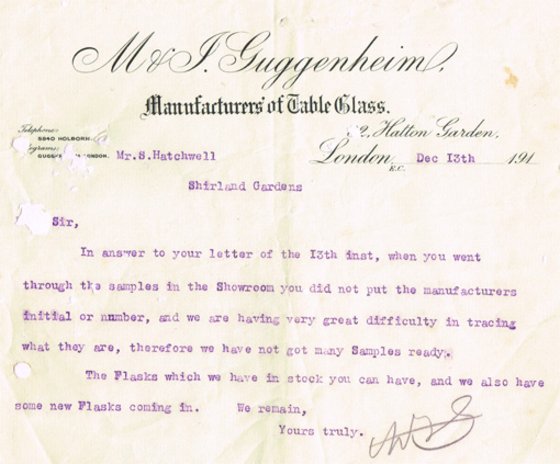 M & J. Guggenheim.
Manufacturers of Table Glass.
Telephone:
5840 HOLBORN.
32, Hatton Garden,
LONDON.
London, E.C. Dec 13th 191
Mr.S.Hatchwell
Shirland Gardens
Sir,
In answer to your letter of the 13th inst, when you went
through the samples in the Showroom you did not put the manufacturers
initial or number, and we are having very great difficulty in tracing
what they are, therefore we have not got many Samples ready.
The Flasks which we have in stock you can have, and we also have
some new Flasks coming in. We remain,
Yours truly.